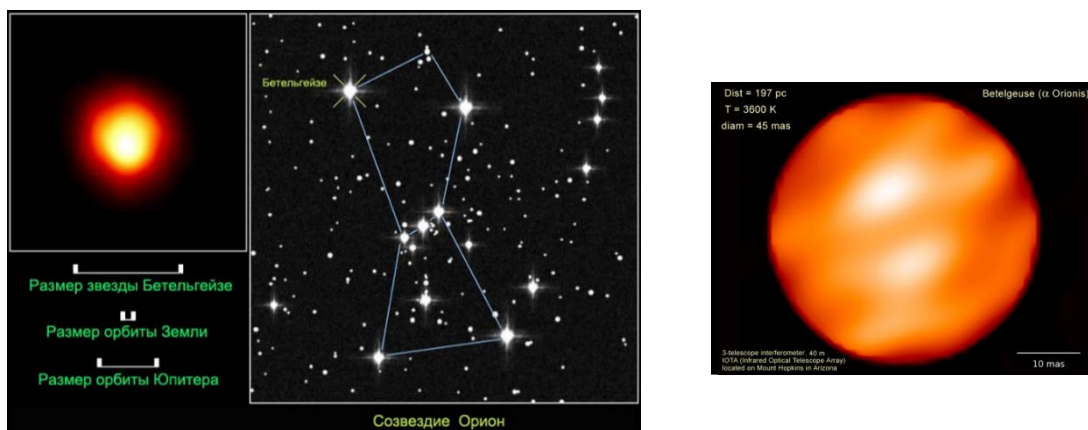 Бетельгейзе
Размер звезды Бетельгейзе
Размер орбиты Земли
Размер орбиты Юпитера
Созвездие Орион
Dist = 197 pc
T = 3600 K
diam = 45 mas
Betelgeuse (α Orionis)
3-telescope interferometer, 40 m
IOTA (Infrared Optical Telescope Array)
located on Mount Hopkins in Arizona
10 mas